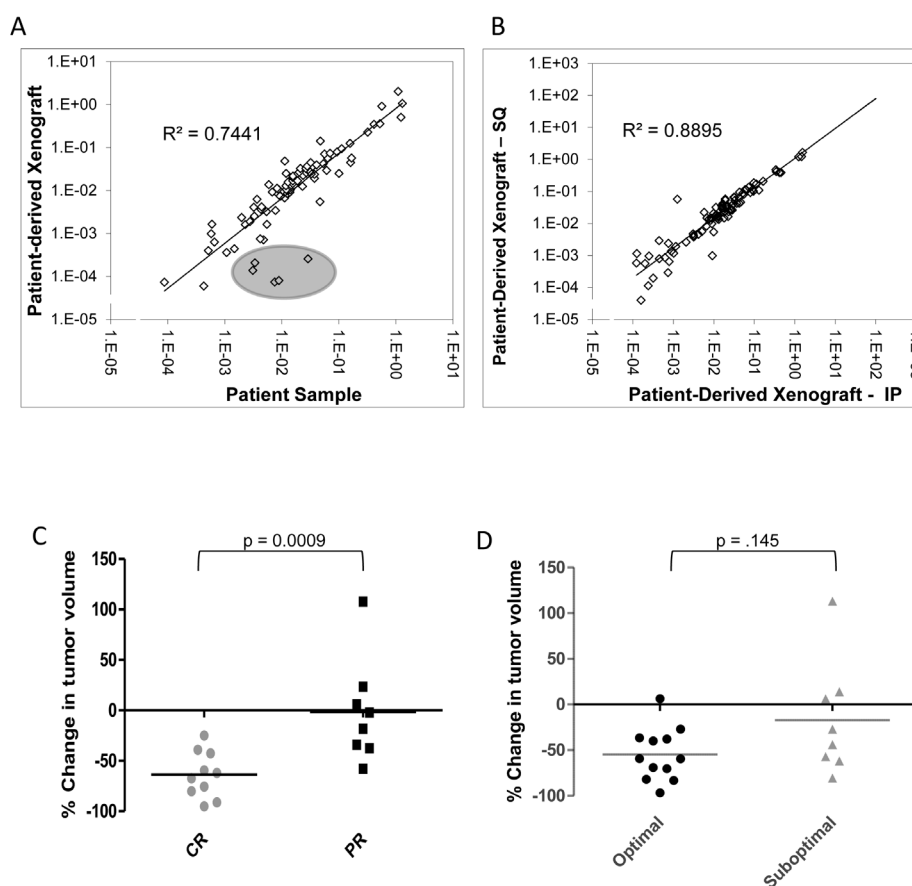 A
Patient-derived Xenograft
1.E+01
1.E+00
1.E-01
1.E-02
1.E-03
1.E-04
1.E-05
R² = 0.7441
1.E-05
1.E-04
1.E-03
1.E-02
1.E-01
1.E+00
1.E+01
Patient Sample
B
Patient-Derived Xenograft – SQ
1.E+03
1.E+02
1.E+01
1.E+00
1.E-01
1.E-02
1.E-03
1.E-04
1.E-05
R² = 0.8895
1.E-05
1.E-04
1.E-03
1.E-02
1.E-01
1.E+00
1.E+01
1.E+02
Patient-Derived Xenograft - IP
C
p = 0.0009
% Change in tumor volume
150
100
50
0
-50
-100
CR
PR
D
p = .145
% Change in tumor volume
150
100
50
0
-50
-100
Optimal
Suboptimal